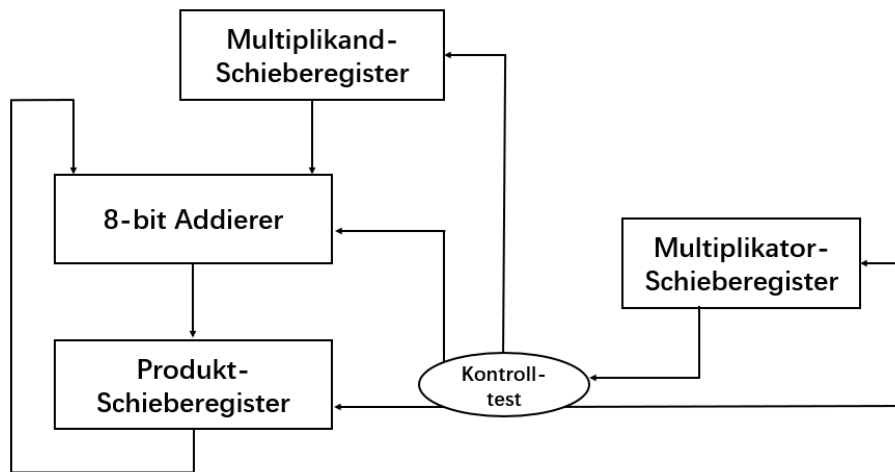 Multiplikand-
Schieberegister
8-bit Addierer
Multiplikator-
Schieberegister
Produkt-
Schieberegister
Kontroll-
test